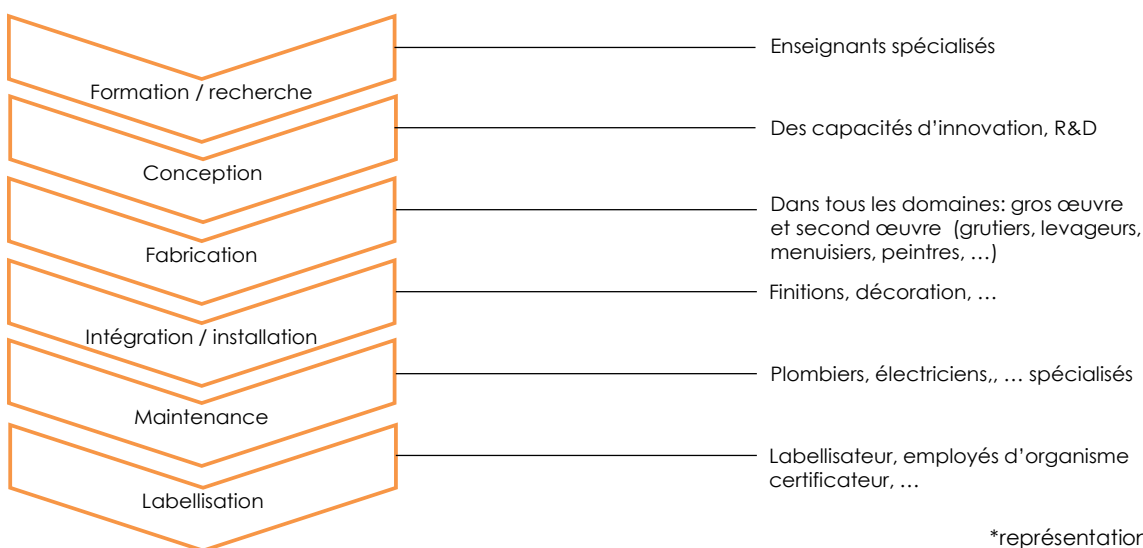 Enseignants spécialisés
Formation / recherche
Des capacités d’innovation, R&D
Conception
Dans tous les domaines: gros œuvre
et second œuvre (grutiers, levageurs,
menuisiers, peintres, …)
Fabrication
Finitions, décoration, …
Intégration / installation
Plombiers, électriciens,, … spécialisés
Maintenance
Labellisateur, employés d’organisme
certificateur, …
Labellisation
*représentation